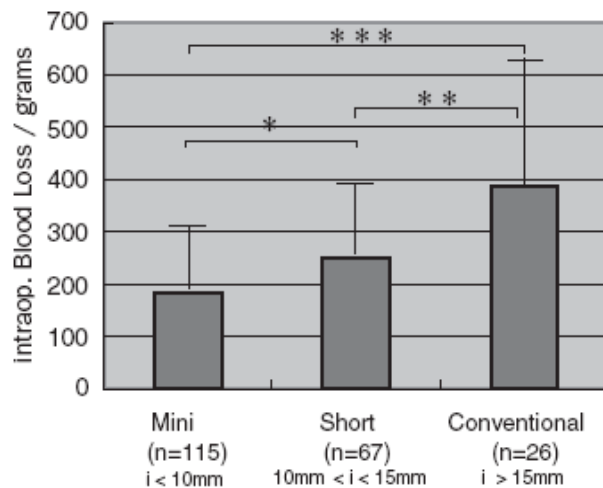 intraop. Blood Loss / grams
700
600
500
400
300
200
100
0
***
**
*
Mini Short Conventional
(n=115) (n=67) (n=26)
i < 10mm 10mm < i < 15mm i > 15mm